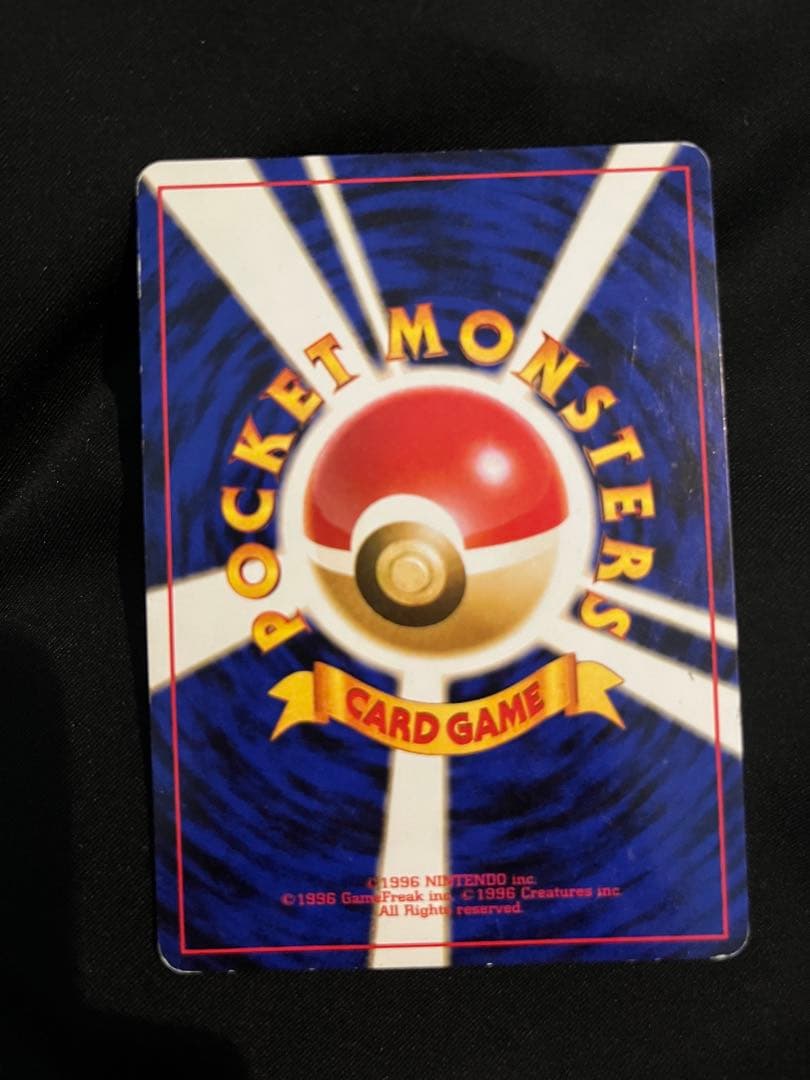 POCKET MONSTERS
CARD GAME
©1996 NINTENDO inc.
©1996 GameFreak inc. ©1996 Creatures inc.
All Rights reserved.